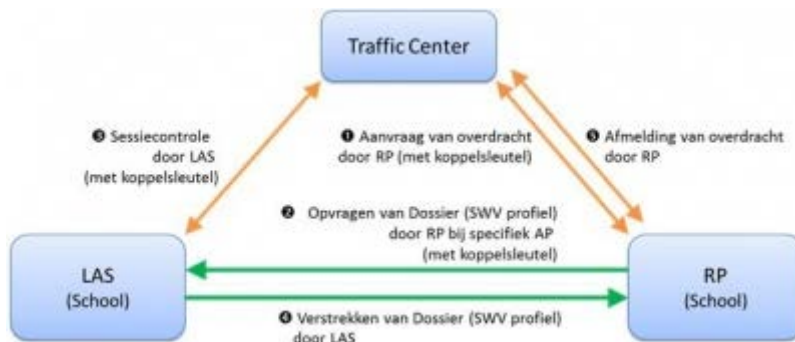 Traffic Center
❸ Sessiecontrole
door LAS
(met koppelsleutel)
❶ Aanvraag van overdracht
door RP (met koppelsleutel)
❺ Afmelding van overdracht
door RP
❷ Opvragen van Dossier (SWV profiel)
door RP bij specifiek AP
(met koppelsleutel)
LAS
(School)
RP
(School)
❹ Verstrekken van Dossier (SWV profiel)
door LAS